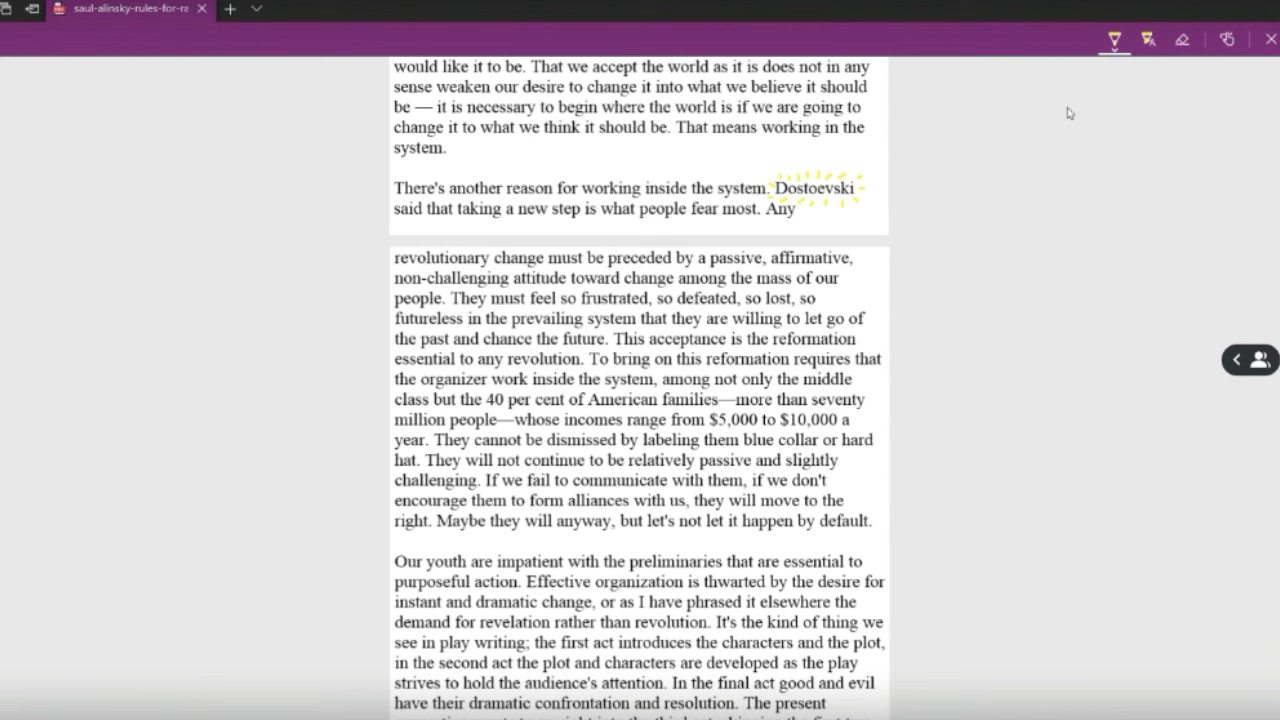 saul-alinsky-rules-for-ra
would like it to be. That we accept the world as it is does not in any
sense weaken our desire to change it into what we believe it should
be — it is necessary to begin where the world is if we are going to
change it to what we think it should be. That means working in the
system.
There's another reason for working inside the system. Dostoevski
said that taking a new step is what people fear most. Any
revolutionary change must be preceded by a passive, affirmative,
non-challenging attitude toward change among the mass of our
people. They must feel so frustrated, so defeated, so lost, so
futureless in the prevailing system that they are willing to let go of
the past and chance the future. This acceptance is the reformation
essential to any revolution. To bring on this reformation requires that
the organizer work inside the system, among not only the middle
class but the 40 per cent of American families—more than seventy
million people—whose incomes range from $5,000 to $10,000 a
year. They cannot be dismissed by labeling them blue collar or hard
hat. They will not continue to be relatively passive and slightly
challenging. If we fail to communicate with them, if we don't
encourage them to form alliances with us, they will move to the
right. Maybe they will anyway, but let's not let it happen by default.
Our youth are impatient with the preliminaries that are essential to
purposeful action. Effective organization is thwarted by the desire for
instant and dramatic change, or as I have phrased it elsewhere the
demand for revelation rather than revolution. It's the kind of thing we
see in play writing; the first act introduces the characters and the plot,
in the second act the plot and characters are developed as the play
strives to hold the audience's attention. In the final act good and evil
have their dramatic confrontation and resolution. The present